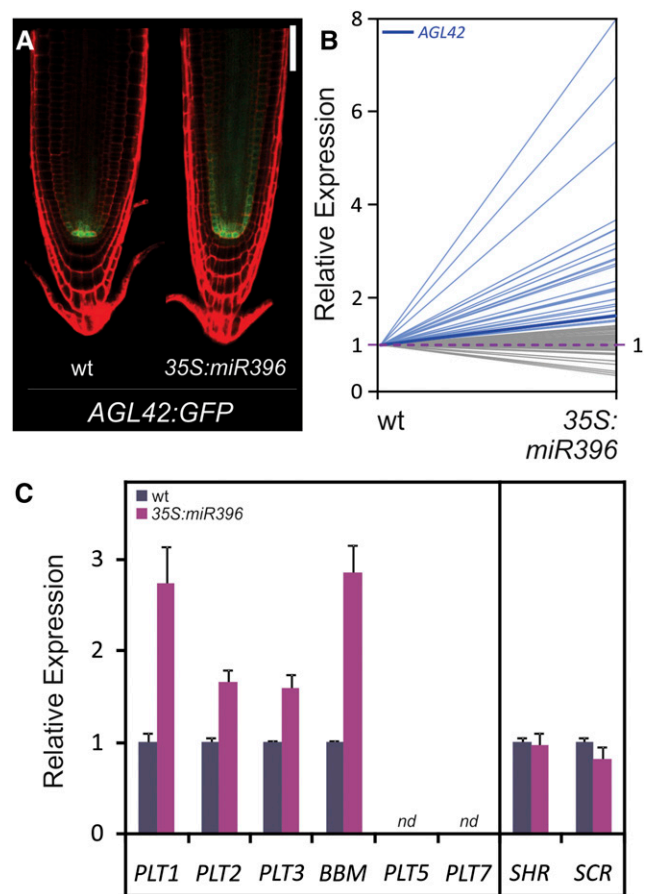 A
wt
35S:miR396
AGL42:GFP
B
AGL42
Relative Expression
8
6
4
2
1
0
1
wt
35S:
miR396
C
wt
35S:miR396
Relative Expression
3
2
1
0
nd
nd
PLT1 PLT2 PLT3 BBM PLT5 PLT7 SHR SCR